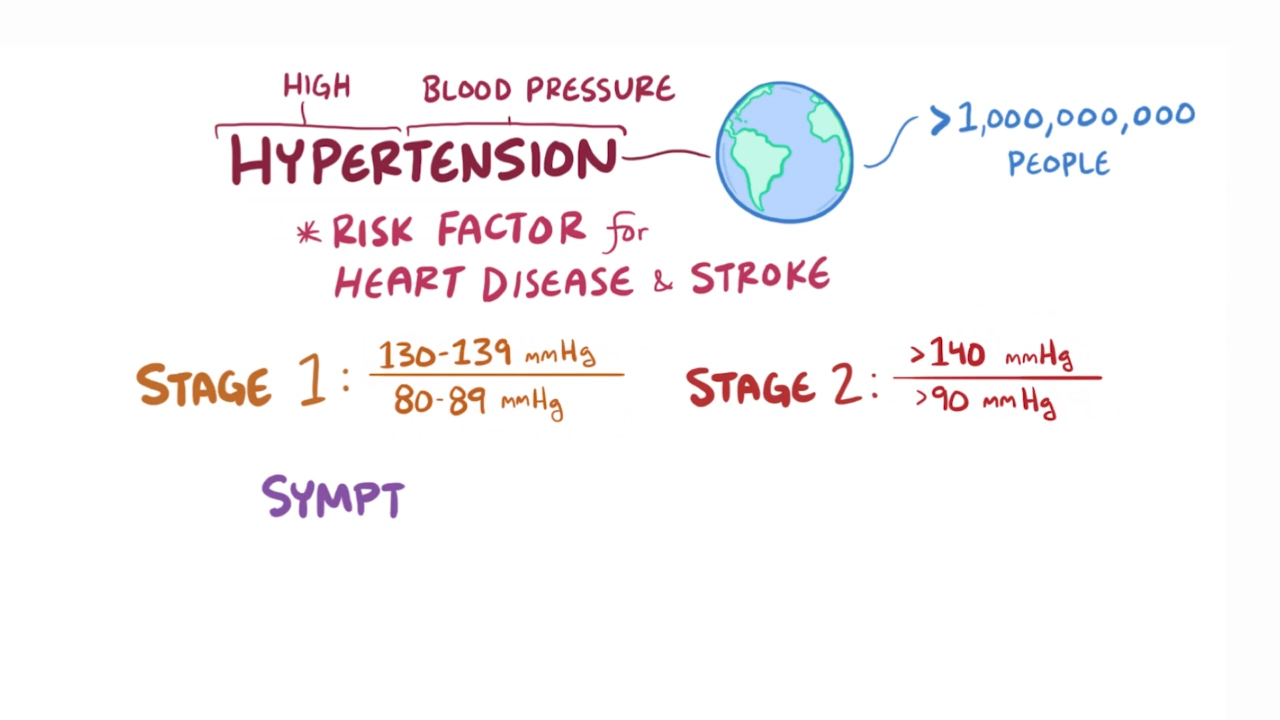 HIGH BLOOD PRESSURE
HYPERTENSION
>1,000,000,000
PEOPLE
* RISK FACTOR for
HEART DISEASE & STROKE
STAGE 1: 130-139 mmHg
80-89 mmHg
STAGE 2: >140 mmHg
>90 mmHg
SYMPT